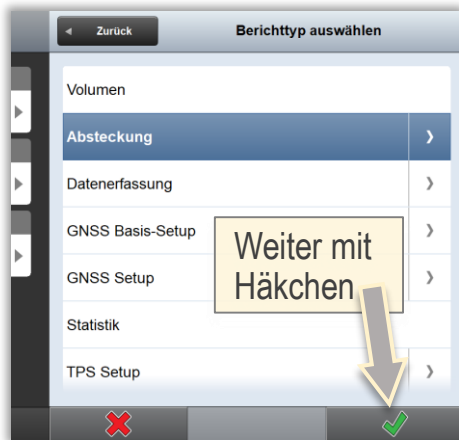 Zurück
Berichttyp auswählen
Volumen
Absteckung
Datenerfassung
GNSS Basis-Setup
GNSS Setup
Statistik
TPS Setup
Weiter mit
Häkchen